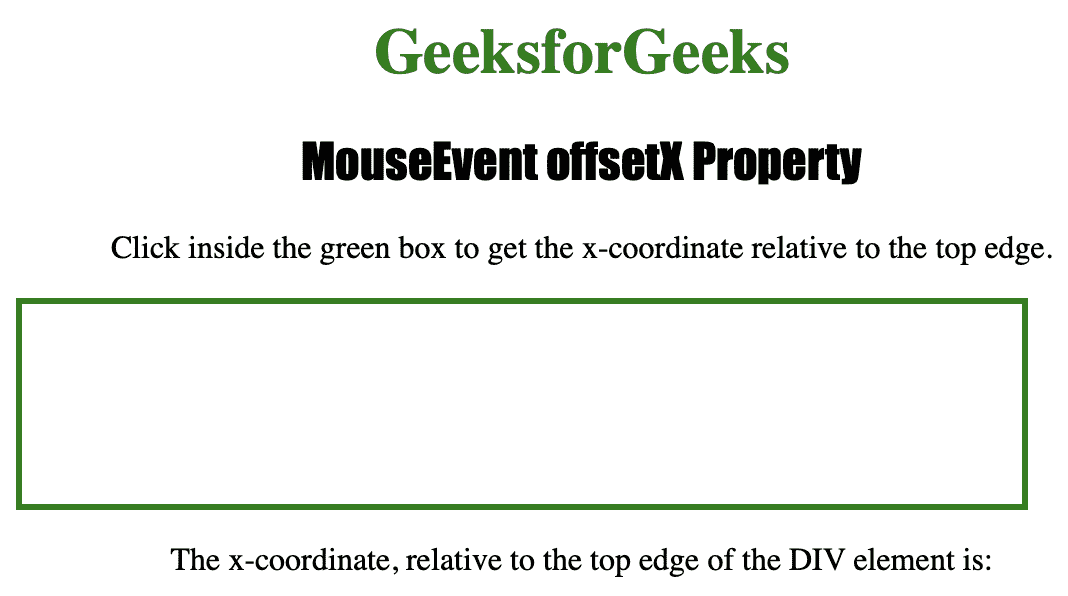 GeeksforGeeks
MouseEvent offsetX Property
Click inside the green box to get the x-coordinate relative to the top edge.
The x-coordinate, relative to the top edge of the DIV element is: